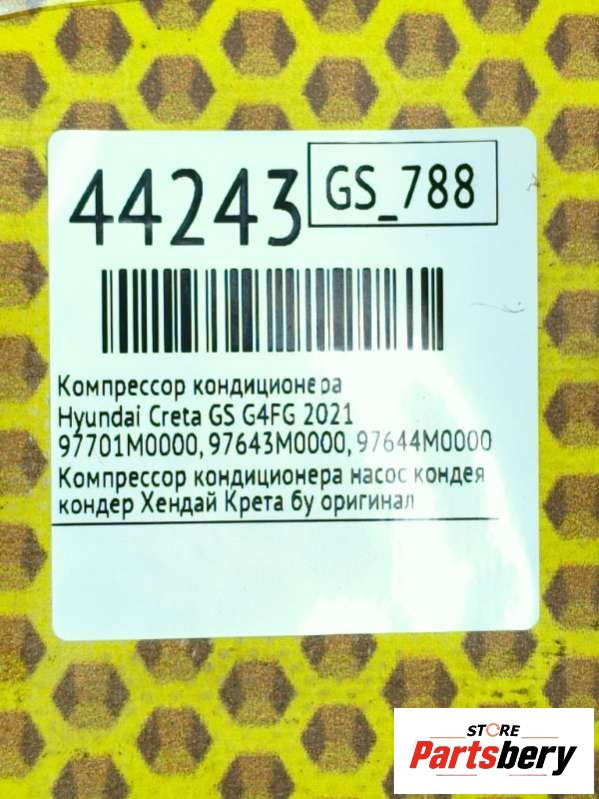 44243
GS_788
Компрессор кондиционера
Hyundai Creta GS G4FG 2021
97701M0000, 97643M0000, 97644M0000
Компрессор кондиционера насос кондея
кондер Хендай Крета бу оригинал
STORE
Partsbery